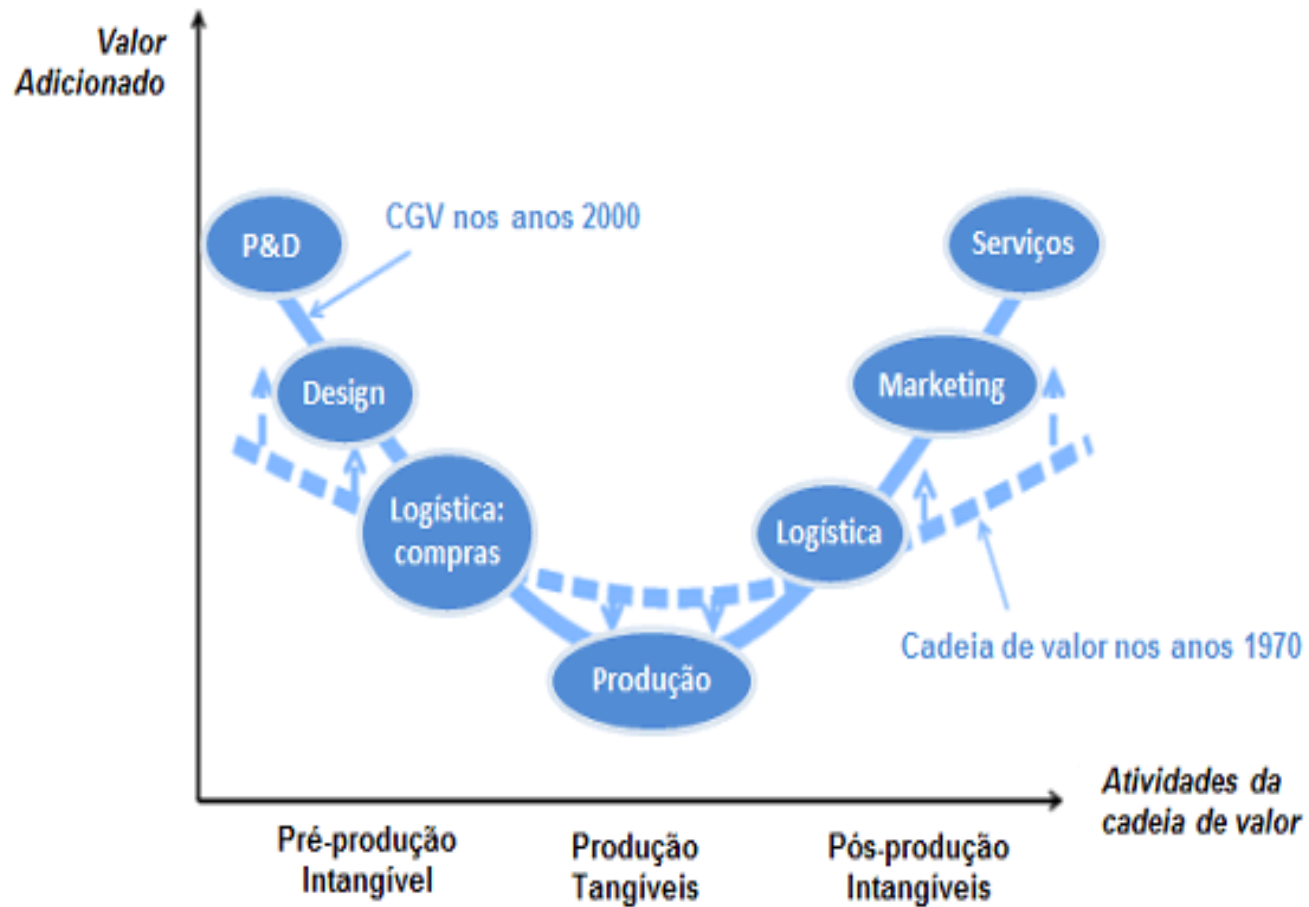 Valor
Adicionado
CGV nos anos 2000
P&D
Serviços
Design
Marketing
Logística:
compras
Logística
Produção
Cadeia de valor nos anos 1970
Atividades da
cadeia de valor
Pré-produção
Intangível
Produção
Tangíveis
Pós-produção
Intangíveis